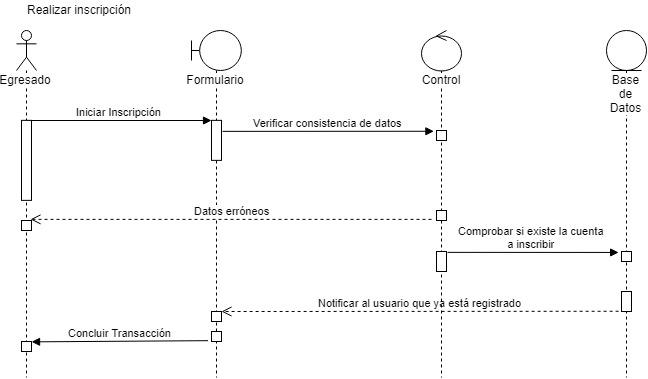 Realizar inscripción
Egresado
Formulario
Control
Base
de
Datos
Iniciar Inscripción
Verificar consistencia de datos
Datos erróneos
Comprobar si existe la cuenta
a inscribir
Notificar al usuario que ya está registrado
Concluir Transacción